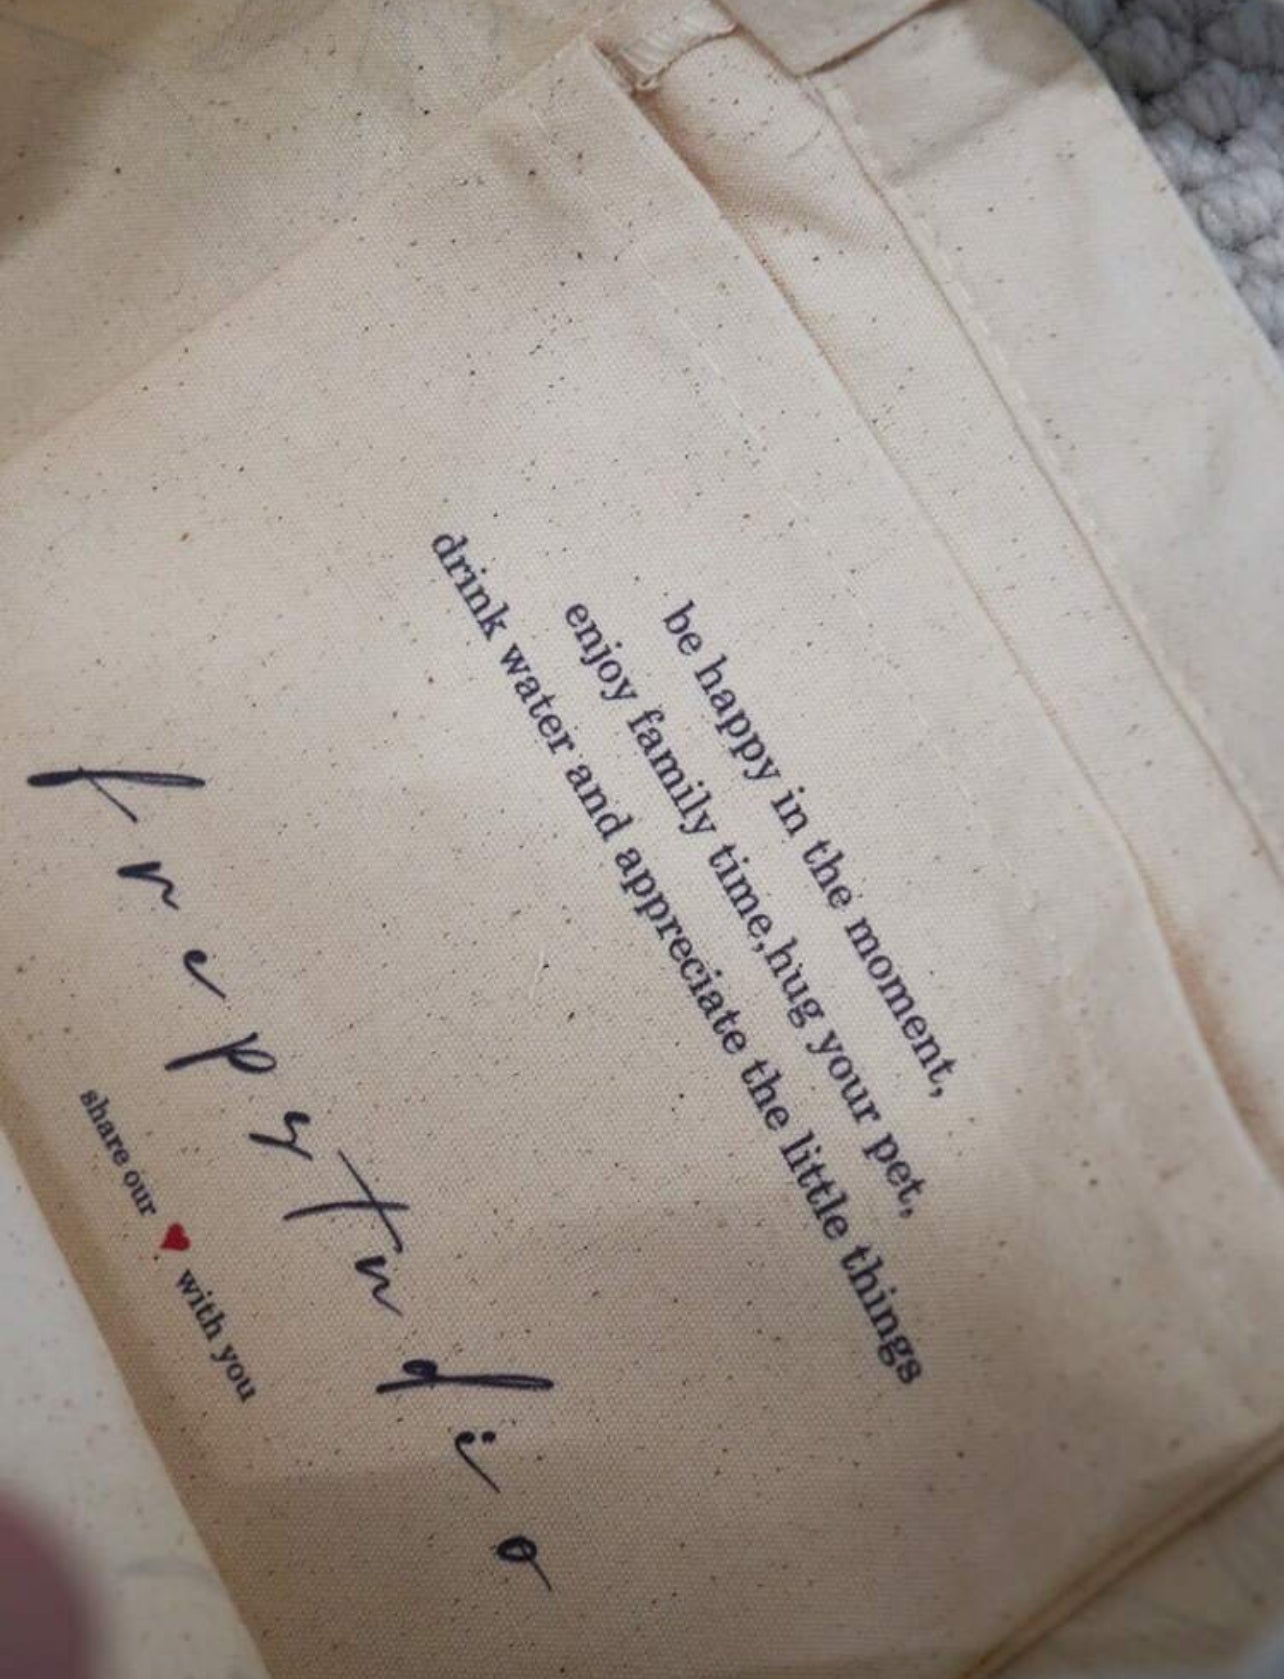 be happy in the moment,
enjoy family time,hug your pet,
drink water and appreciate the little things
frepstudio
share our with you